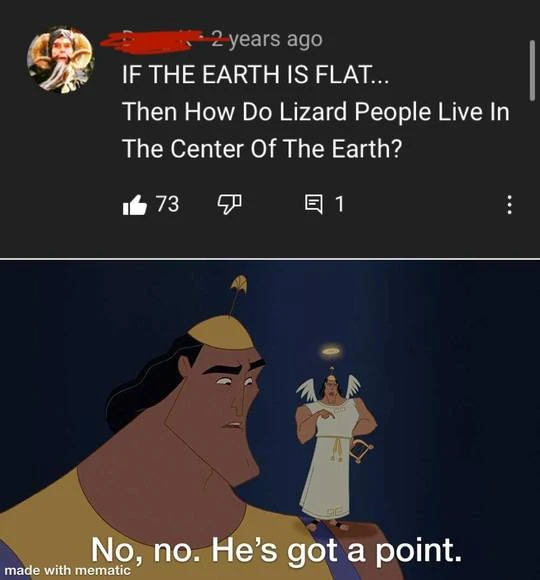 2 years ago
IF THE EARTH IS FLAT...
Then How Do Lizard People Live In
The Center Of The Earth?
73
1
No, no. He's got a point.
made with mematic